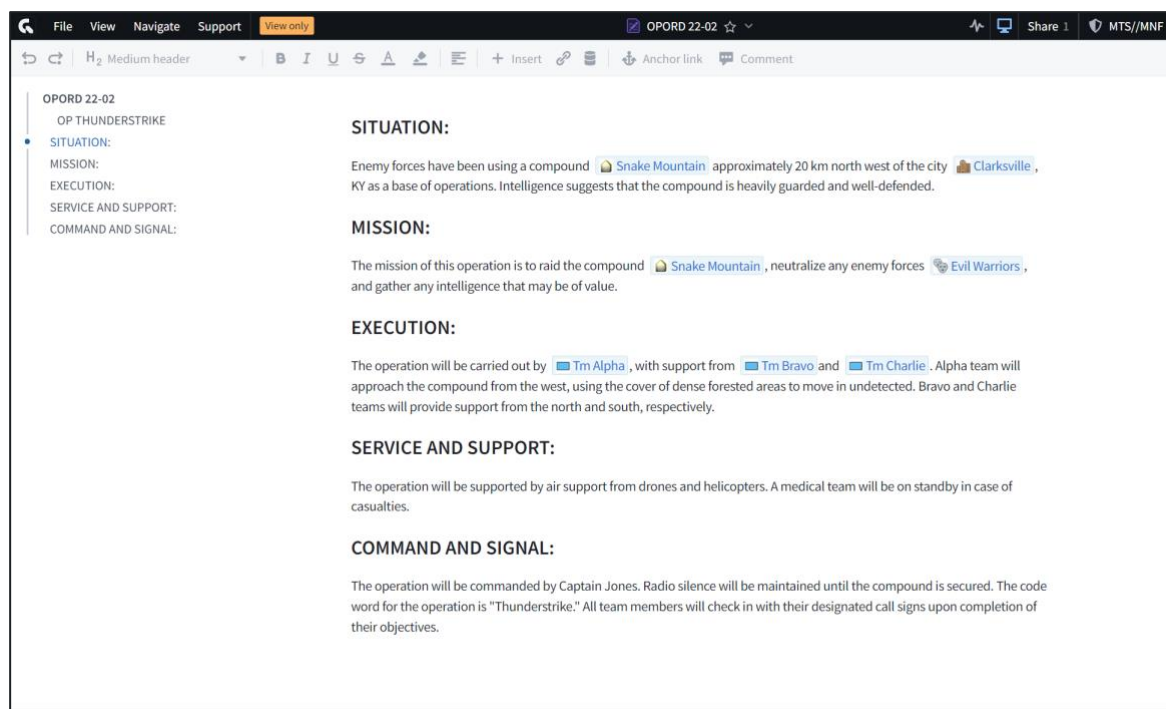 File View Navigate Support View only OPORD 22-02 Share 1 MTS//MNF
H2 Medium header B I U S A Insert Anchor link Comment
OPORD 22-02
OP THUNDERSTRIKE
SITUATION:
MISSION:
EXECUTION:
SERVICE AND SUPPORT:
COMMAND AND SIGNAL:
SITUATION:
Enemy forces have been using a compound Snake Mountain approximately 20 km north west of the city Clarksville ,
KY as a base of operations. Intelligence suggests that the compound is heavily guarded and well-defended.
MISSION:
The mission of this operation is to raid the compound Snake Mountain , neutralize any enemy forces Evil Warriors ,
and gather any intelligence that may be of value.
EXECUTION:
The operation will be carried out by Tm Alpha , with support from Tm Bravo and Tm Charlie . Alpha team will
approach the compound from the west, using the cover of dense forested areas to move in undetected. Bravo and Charlie
teams will provide support from the north and south, respectively.
SERVICE AND SUPPORT:
The operation will be supported by air support from drones and helicopters. A medical team will be on standby in case of
casualties.
COMMAND AND SIGNAL:
The operation will be commanded by Captain Jones. Radio silence will be maintained until the compound is secured. The code
word for the operation is "Thunderstrike." All team members will check in with their designated call signs upon completion of
their objectives.